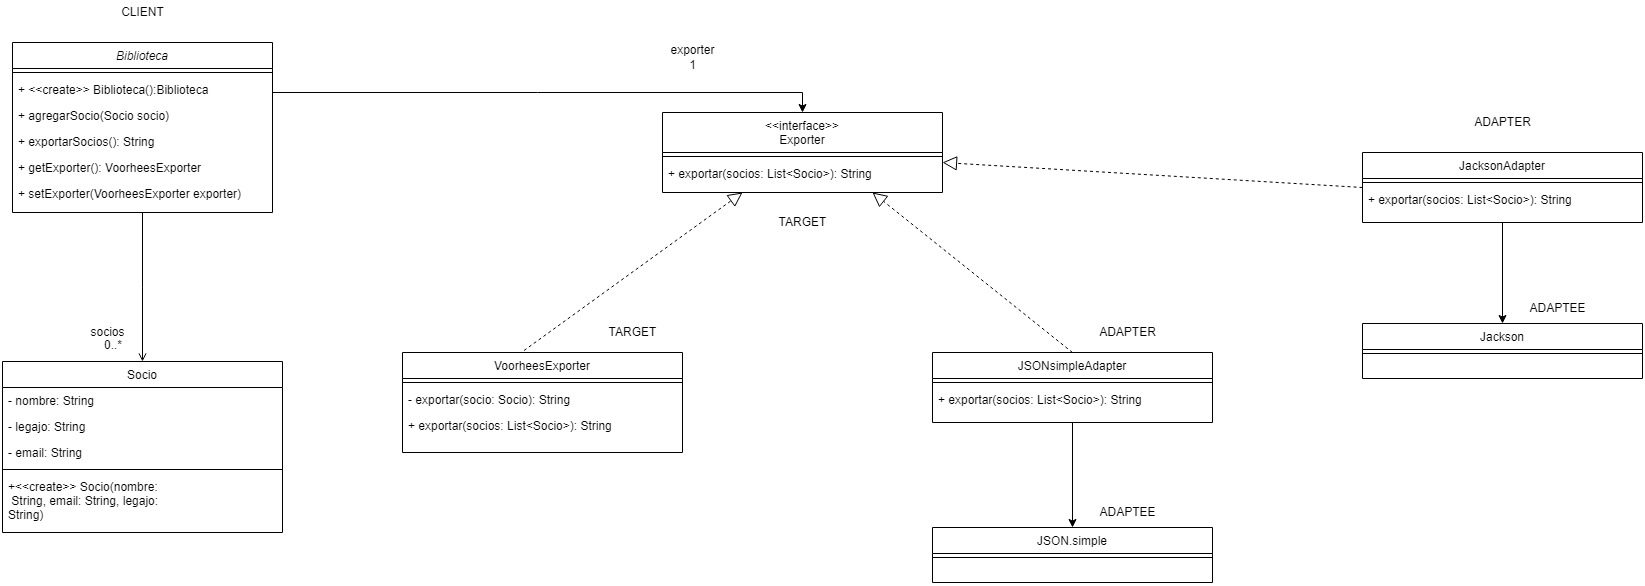 CLIENT
Biblioteca
+ <<create>> Biblioteca():Biblioteca
+ agregarSocio(Socio socio)
+ exportarSocios(): String
+ getExporter(): VoorheesExporter
+ setExporter(VoorheesExporter exporter)
exporter
1
<<interface>>
Exporter
+ exportar(socios: List<Socio>): String
TARGET
ADAPTER
JacksonAdapter
+ exportar(socios: List<Socio>): String
ADAPTEE
Jackson
socios
0..*
Socio
- nombre: String
- legajo: String
- email: String
+<<create>> Socio(nombre:
String, email: String, legajo:
String)
TARGET
VoorheesExporter
- exportar(socio: Socio): String
+ exportar(socios: List<Socio>): String
ADAPTER
JSONsimpleAdapter
+ exportar(socios: List<Socio>): String
ADAPTEE
JSON.simple